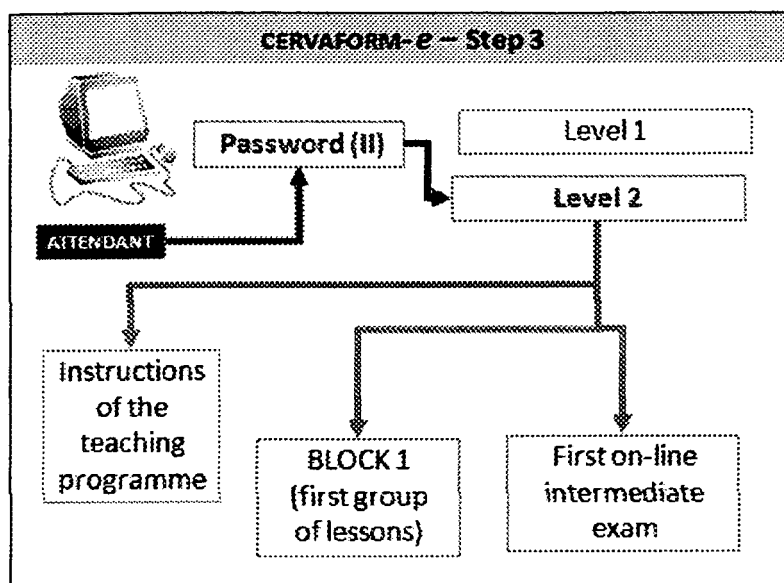 CERVAFORM-e – Step 3
Password (II)
Level 1
Level 2
ATTENDANT
Instructions
of the
teaching
programme
BLOCK 1
(first group
of lessons)
First on-line
intermediate
exam